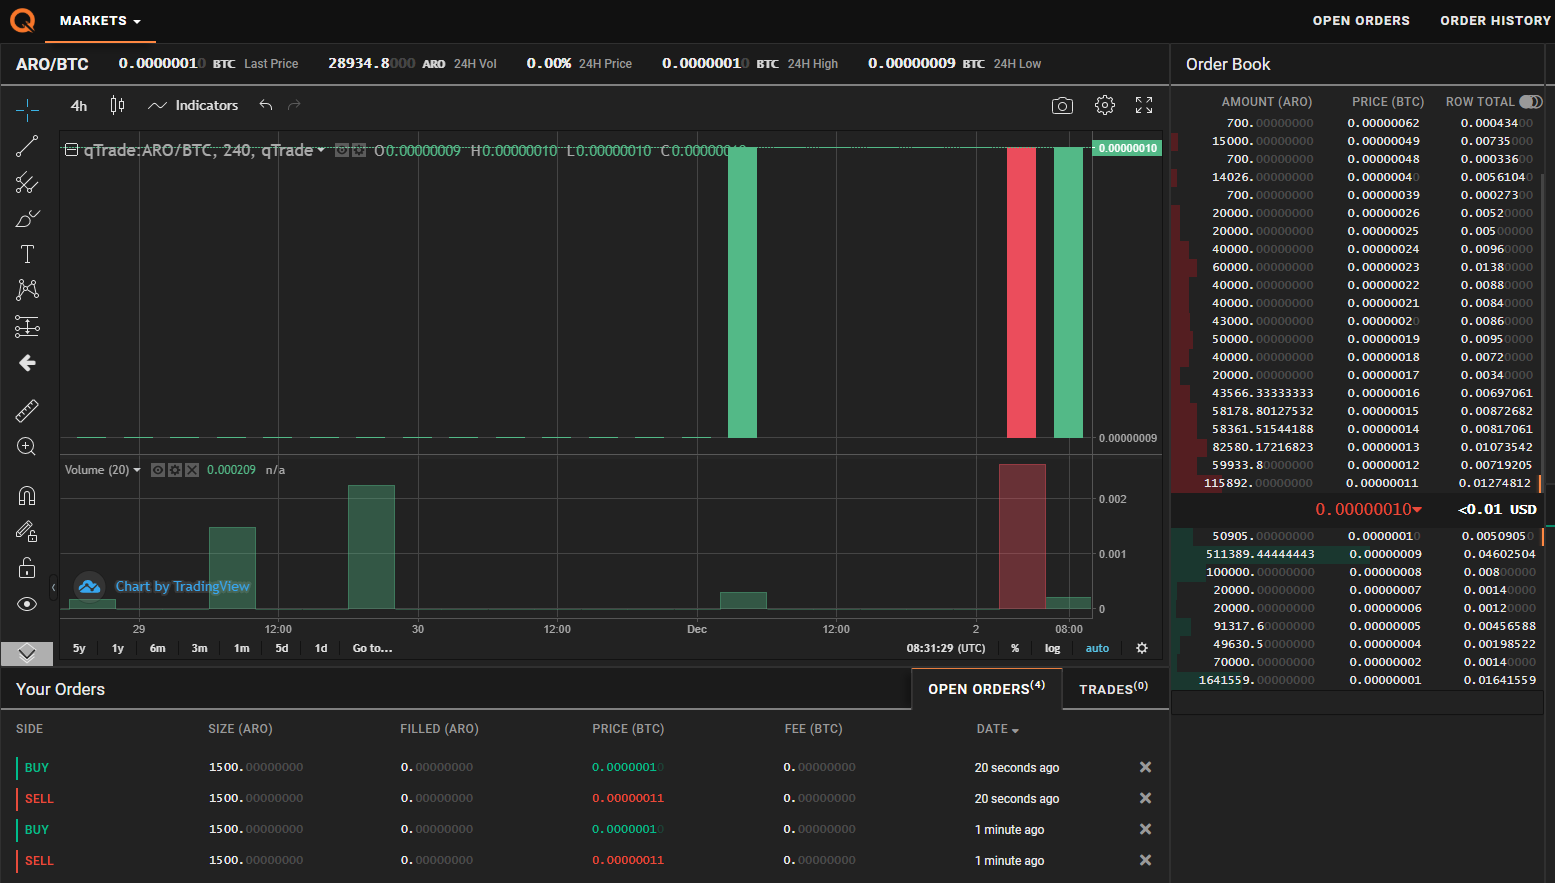 MARKETS
OPEN ORDERS ORDER HISTORY
ARO/BTC 0.00000010 BTC Last Price 28934.8000 ARO 24H Vol 0.00% 24H Price 0.00000010 BTC 24H High 0.00000009 BTC 24H Low
4h Indicators
qTrade:ARO/BTC, 240, qTrade O0.00000009 H0.00000010 L0.00000010 C0.00000010
0.00000010
0.00000009
Volume (20) 0.000209 n/a
0.002
0.001
0
Chart by TradingView
29 12:00 30 12:00 Dec 12:00 2 08:00
5y 1y 6m 3m 1m 5d 1d Go to... 08:31:29 (UTC) % log auto
Your Orders
OPEN ORDERS(4) TRADES(0)
SIDE SIZE (ARO) FILLED (ARO) PRICE (BTC) FEE (BTC) DATE
BUY 1500.00000000 0.00000000 0.00000010 0.00000000 20 seconds ago
SELL 1500.00000000 0.00000000 0.00000011 0.00000000 20 seconds ago
BUY 1500.00000000 0.00000000 0.00000010 0.00000000 1 minute ago
SELL 1500.00000000 0.00000000 0.00000011 0.00000000 1 minute ago
Order Book
AMOUNT (ARO) PRICE (BTC) ROW TOTAL
700.00000000 0.00000062 0.00043400
15000.00000000 0.00000049 0.00735000
700.00000000 0.00000048 0.00033600
14026.00000000 0.00000040 0.00561040
700.00000000 0.00000039 0.00027300
20000.00000000 0.00000026 0.00520000
20000.00000000 0.00000025 0.00500000
40000.00000000 0.00000024 0.00960000
60000.00000000 0.00000023 0.01380000
40000.00000000 0.00000022 0.00880000
40000.00000000 0.00000021 0.00840000
43000.00000000 0.00000020 0.00860000
50000.00000000 0.00000019 0.00950000
40000.00000000 0.00000018 0.00720000
20000.00000000 0.00000017 0.00340000
43566.33333333 0.00000016 0.00697061
58178.80127532 0.00000015 0.00872682
58361.51544188 0.00000014 0.00817061
82580.17216823 0.00000013 0.01073542
59933.80000000 0.00000012 0.00719205
115892.00000000 0.00000011 0.01274812
0.00000010 <0.01 USD
50905.00000000 0.00000010 0.00509050
511389.44444443 0.00000009 0.04602504
100000.00000000 0.00000008 0.00800000
20000.00000000 0.00000007 0.00140000
20000.00000000 0.00000006 0.00120000
91317.60000000 0.00000005 0.00456588
49630.50000000 0.00000004 0.00198522
70000.00000000 0.00000002 0.00140000
1641559.00000000 0.00000001 0.01641559